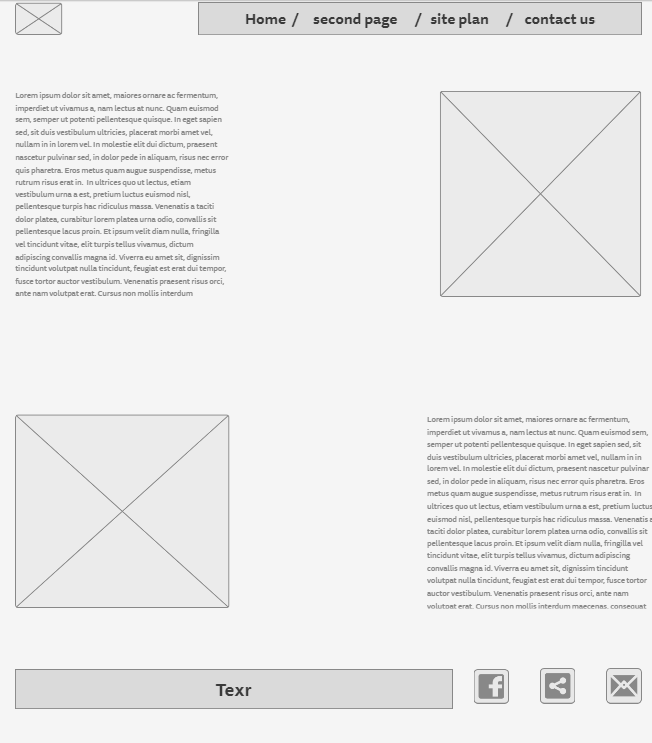 Home / second page / site plan / contact us
Lorem ipsum dolor sit amet, maiores ornare ac fermentum,
imperdiet ut vivamus a, nam lectus at nunc. Quam euismod
sem, semper ut potenti pellentesque quisque. In eget sapien
sed, sit duis vestibulum ultricies, placerat morbi amet vel,
nullam in in lorem vel. In molestie elit dui dictum, praesent
nascetur pulvinar sed, in dolor pede in aliquam, risus nec error
quis pharetra. Eros metus quam augue suspendisse, metus
rutrum risus erat in. In ultrices quo ut lectus, etiam
vestibulum urna a est, pretium luctus euismod nisl,
pellentesque turpis hac ridiculus massa. Venenatis a taciti
dolor platea, curabitur lorem platea urna odio, convallis sit
pellentesque lacus proin. Et ipsum velit diam nulla, fringilla
vel tincidunt vitae, elit turpis tellus vivamus, dictum
adipiscing convallis magna id. Viverra eu amet sit, dignissim
tincidunt volutpat nulla tincidunt, feugiat est erat dui tempor,
fusce tortor auctor vestibulum. Venenatis praesent risus orci,
ante nam volutpat erat. Cursus non mollis interdum
Lorem ipsum dolor sit amet, maiores ornare ac fermentum,
imperdiet ut vivamus a, nam lectus at nunc. Quam euismod sem,
semper ut potenti pellentesque quisque. In eget sapien sed, sit
duis vestibulum ultricies, placerat morbi amet vel, nullam in in
lorem vel. In molestie elit dui dictum, praesent nascetur pulvinar
sed, in dolor pede in aliquam, risus nec error quis pharetra. Eros
metus quam augue suspendisse, metus rutrum risus erat in. In
ultrices quo ut lectus, etiam vestibulum urna a est, pretium luctus
euismod nisl, pellentesque turpis hac ridiculus massa. Venenatis a
taciti dolor platea, curabitur lorem platea urna odio, convallis sit
pellentesque lacus proin. Et ipsum velit diam nulla, fringilla vel
tincidunt vitae, elit turpis tellus vivamus, dictum adipiscing
convallis magna id. Viverra eu amet sit, dignissim tincidunt
volutpat nulla tincidunt, feugiat est erat dui tempor, fusce tortor
auctor vestibulum. Venenatis praesent risus orci, ante nam
volutpat erat. Cursus non mollis interdum maecenas, consequat
Texr